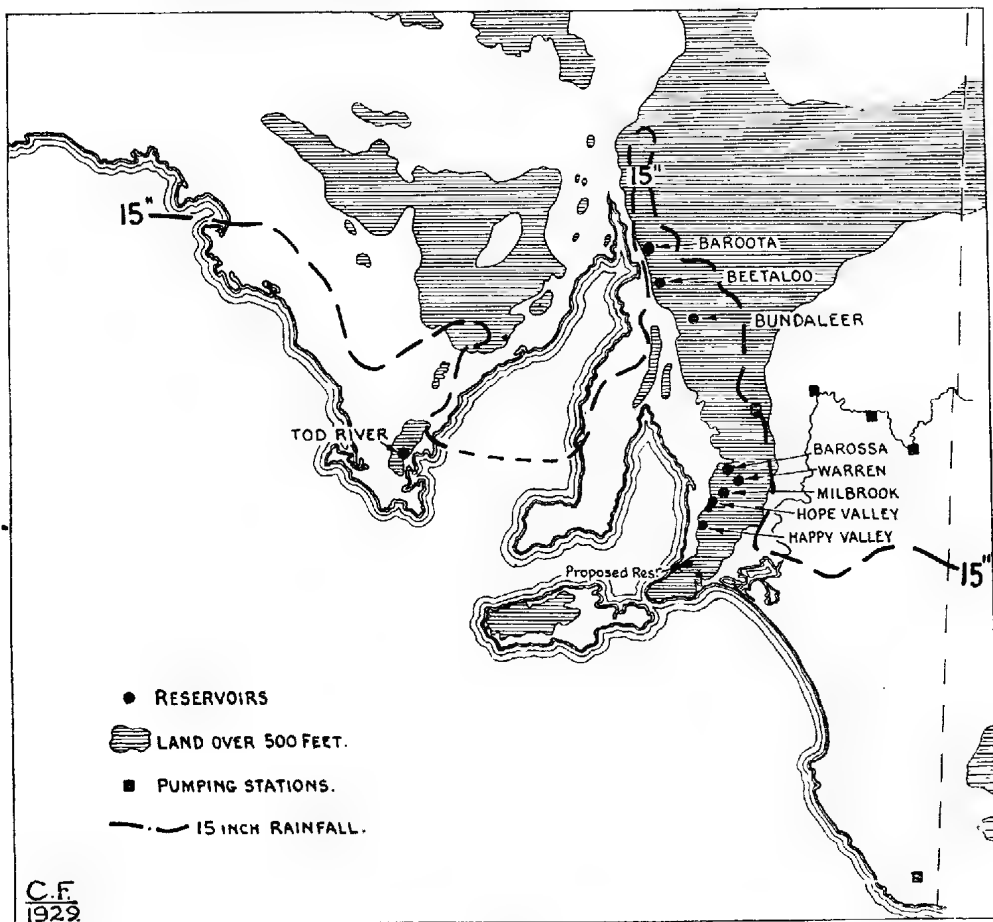 15"
15"
BAROOTA
BEETALOO
BUNDALEER
TOD RIVER
BAROSSA
WARREN
MILBROOK
HOPE VALLEY
HAPPY VALLEY
Proposed Res.
15"
RESERVOIRS
LAND OVER 500 FEET.
PUMPING STATIONS.
15 INCH RAINFALL.
C.F.
1929